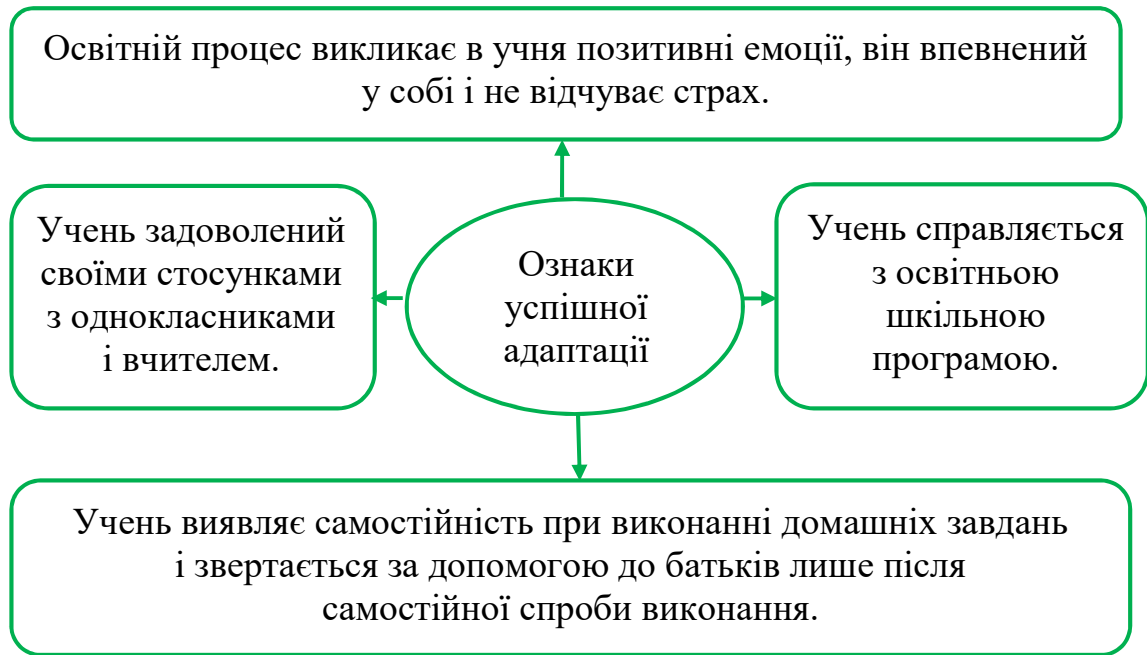 Освітній процес викликає в учня позитивні емоції, він впевнений
у собі і не відчуває страх.
Учень задоволений
своїми стосунками
з однокласниками
і вчителем.
Ознаки
успішної
адаптації
Учень справляється
з освітньою
шкільною
програмою.
Учень виявляє самостійність при виконанні домашніх завдань
і звертається за допомогою до батьків лише після
самостійної спроби виконання.